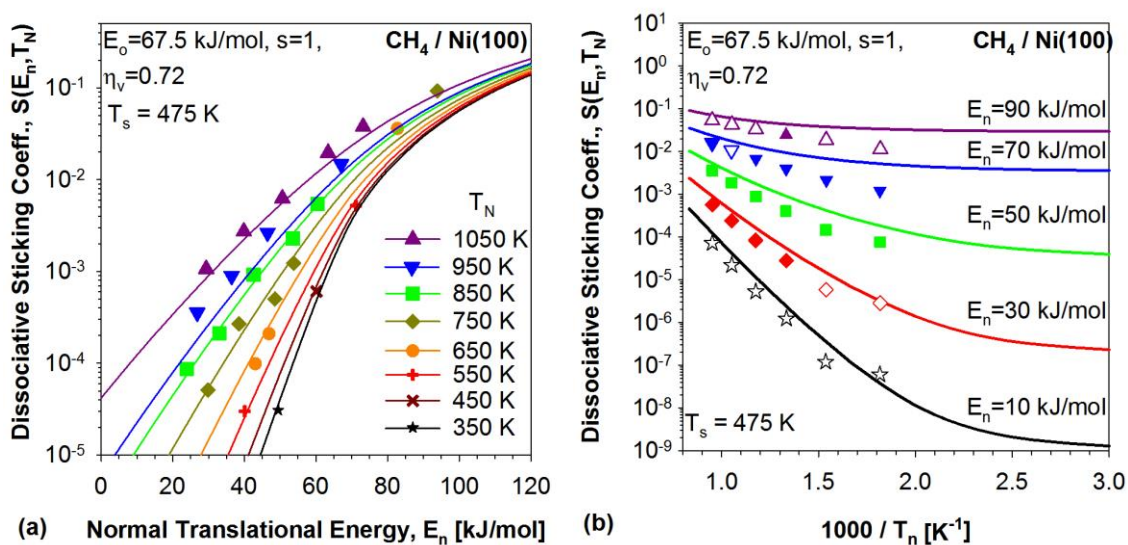 Dissociative Sticking Coeff., S(Eₙ,T_N)
E₀=67.5 kJ/mol, s=1,
CH₄ / Ni(100)
ηᵥ=0.72
Tₛ = 475 K
10⁻¹
10⁻²
10⁻³
10⁻⁴
10⁻⁵
T_N
1050 K
950 K
850 K
750 K
650 K
550 K
450 K
350 K
0 20 40 60 80 100 120
(a) Normal Translational Energy, Eₙ [kJ/mol]
Dissociative Sticking Coeff., S(Eₙ,T_N)
10¹
10⁰
10⁻¹
10⁻²
10⁻³
10⁻⁴
10⁻⁵
10⁻⁶
10⁻⁷
10⁻⁸
10⁻⁹
E₀=67.5 kJ/mol, s=1,
CH₄ / Ni(100)
ηᵥ=0.72
Eₙ=90 kJ/mol
Eₙ=70 kJ/mol
Eₙ=50 kJ/mol
Eₙ=30 kJ/mol
Eₙ=10 kJ/mol
Tₛ = 475 K
1.0 1.5 2.0 2.5 3.0
(b) 1000 / Tₙ [K⁻¹]